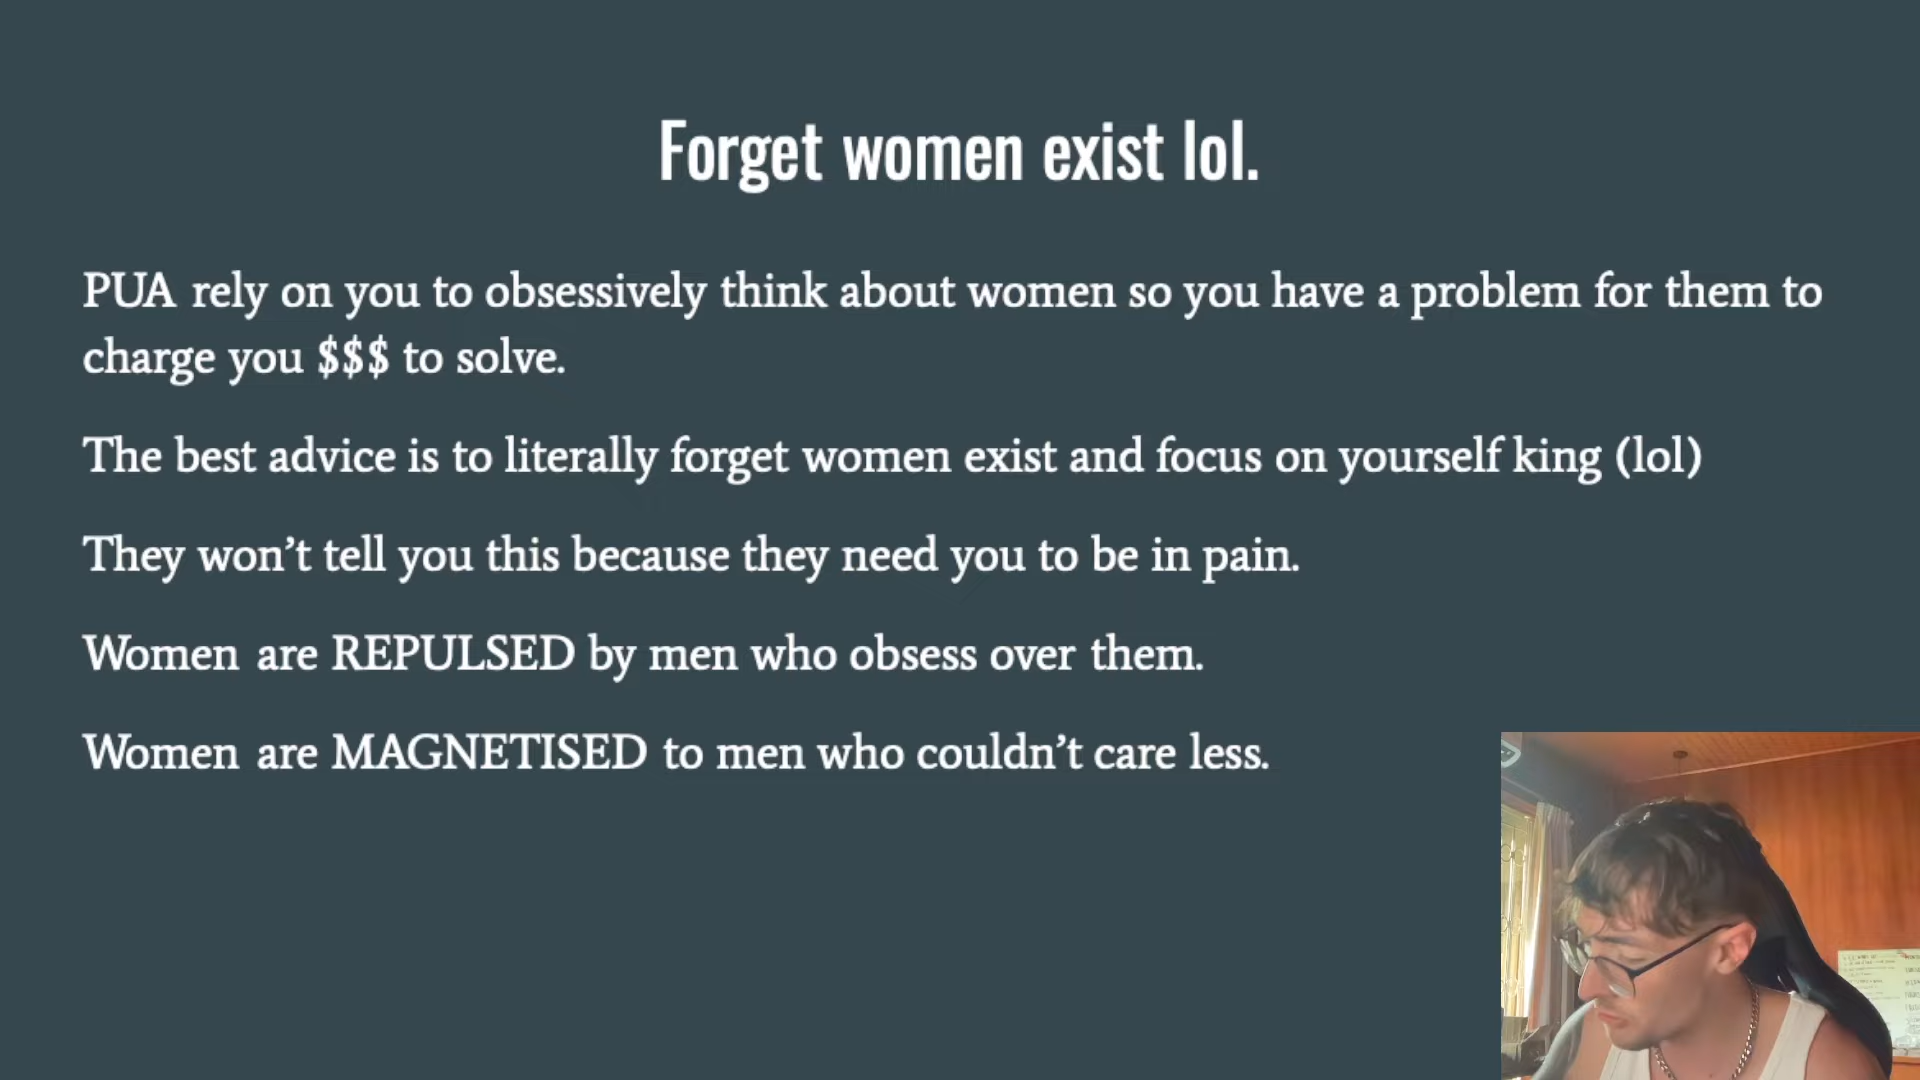 Forget women exist lol.
PUA rely on you to obsessively think about women so you have a problem for them to
charge you $$$ to solve.
The best advice is to literally forget women exist and focus on yourself king (lol)
They won’t tell you this because they need you to be in pain.
Women are REPULSED by men who obsess over them.
Women are MAGNETISED to men who couldn’t care less.